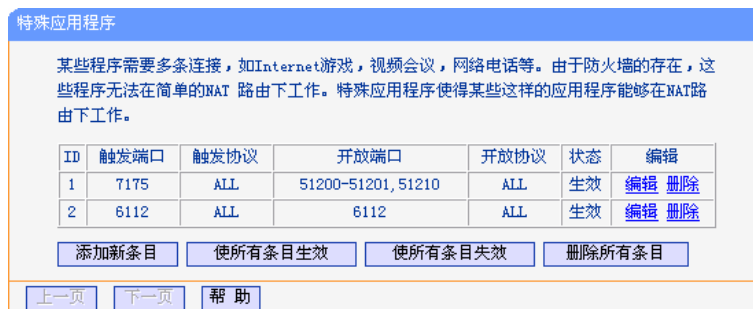 特殊应用程序
某些程序需要多条连接，如Internet游戏，视频会议，网络电话等。由于防火墙的存在，这
些程序无法在简单的NAT 路由下工作。特殊应用程序使得某些这样的应用程序能够在NAT路
由下工作。
ID 触发端口 触发协议 开放端口 开放协议 状态 编辑
1 7175 ALL 51200-51201,51210 ALL 生效 编辑 删除
2 6112 ALL 6112 ALL 生效 编辑 删除
添加新条目 使所有条目生效 使所有条目失效 删除所有条目
上一页 下一页 帮 助